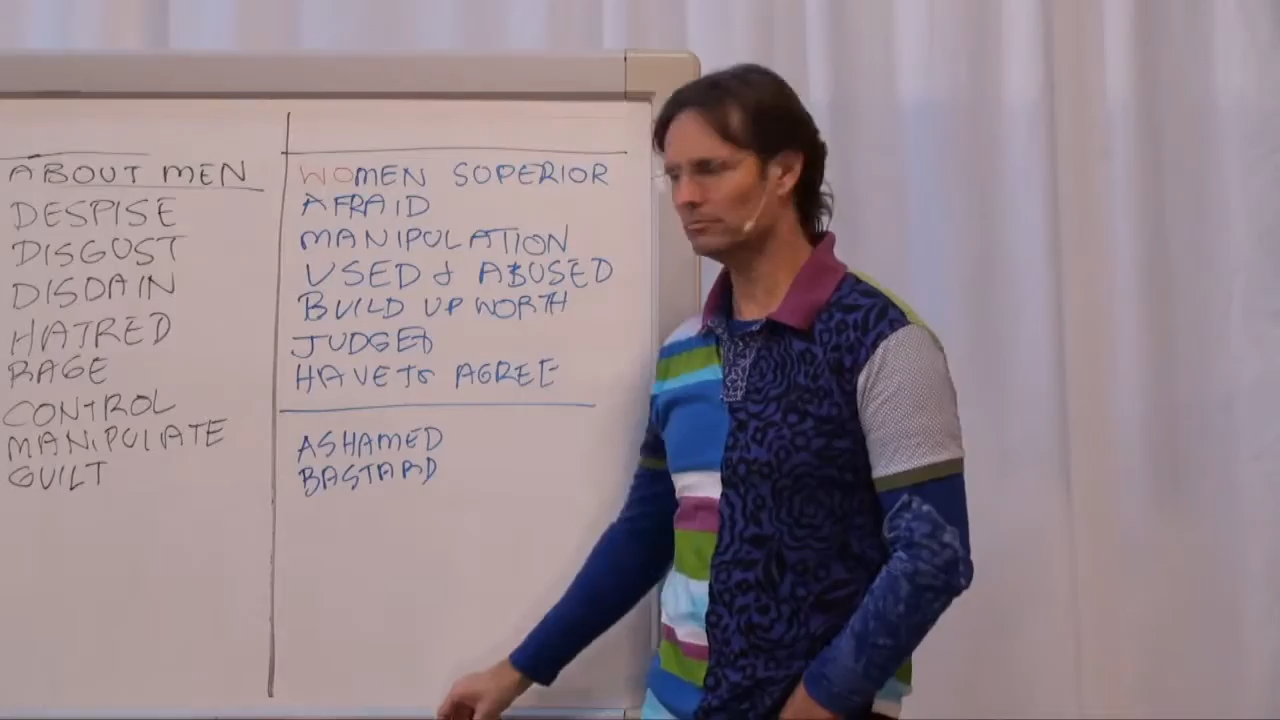 ABOUT MEN
DESPISE
DISGUST
DISDAIN
HATRED
RAGE
CONTROL
MANIPULATE
GUILT
WOMEN SUPERIOR
AFRAID
MANIPULATION
USED & ABUSED
BUILD UP WORTH
JUDGED
HAVE TO AGREE
ASHAMED
BASTARD